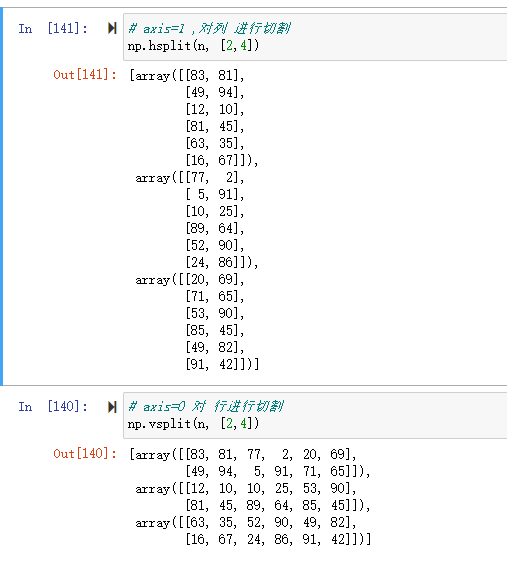 In [141]: # axis=1 ,对列 进行切割
np.hsplit(n, [2,4])
Out[141]: [array([[83, 81],
[49, 94],
[12, 10],
[81, 45],
[63, 35],
[16, 67]]),
array([[77,  2],
[ 5, 91],
[10, 25],
[89, 64],
[52, 90],
[24, 86]]),
array([[20, 69],
[71, 65],
[53, 90],
[85, 45],
[49, 82],
[91, 42]])]
In [140]: # axis=0 对 行进行切割
np.vsplit(n, [2,4])
Out[140]: [array([[83, 81, 77,  2, 20, 69],
[49, 94,  5, 91, 71, 65]]),
array([[12, 10, 10, 25, 53, 90],
[81, 45, 89, 64, 85, 45]]),
array([[63, 35, 52, 90, 49, 82],
[16, 67, 24, 86, 91, 42]])]